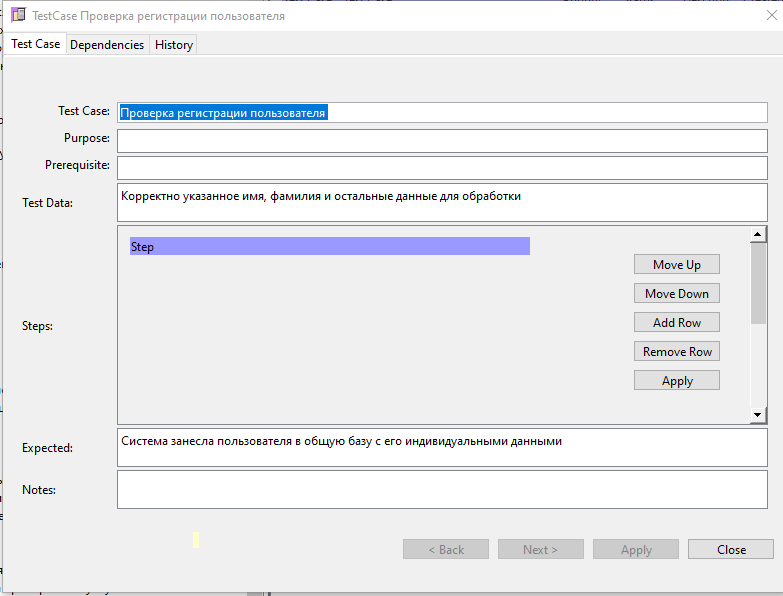 TestCase Проверка регистрации пользователя
Test Case Dependencies History
Test Case: Проверка регистрации пользователя
Purpose:
Prerequisite:
Test Data: Корректно указанное имя, фамилия и остальные данные для обработки
Step
Move Up
Move Down
Add Row
Steps:
Remove Row
Apply
Expected: Система занесла пользователя в общую базу с его индивидуальными данными
Notes:
< Back Next > Apply Close